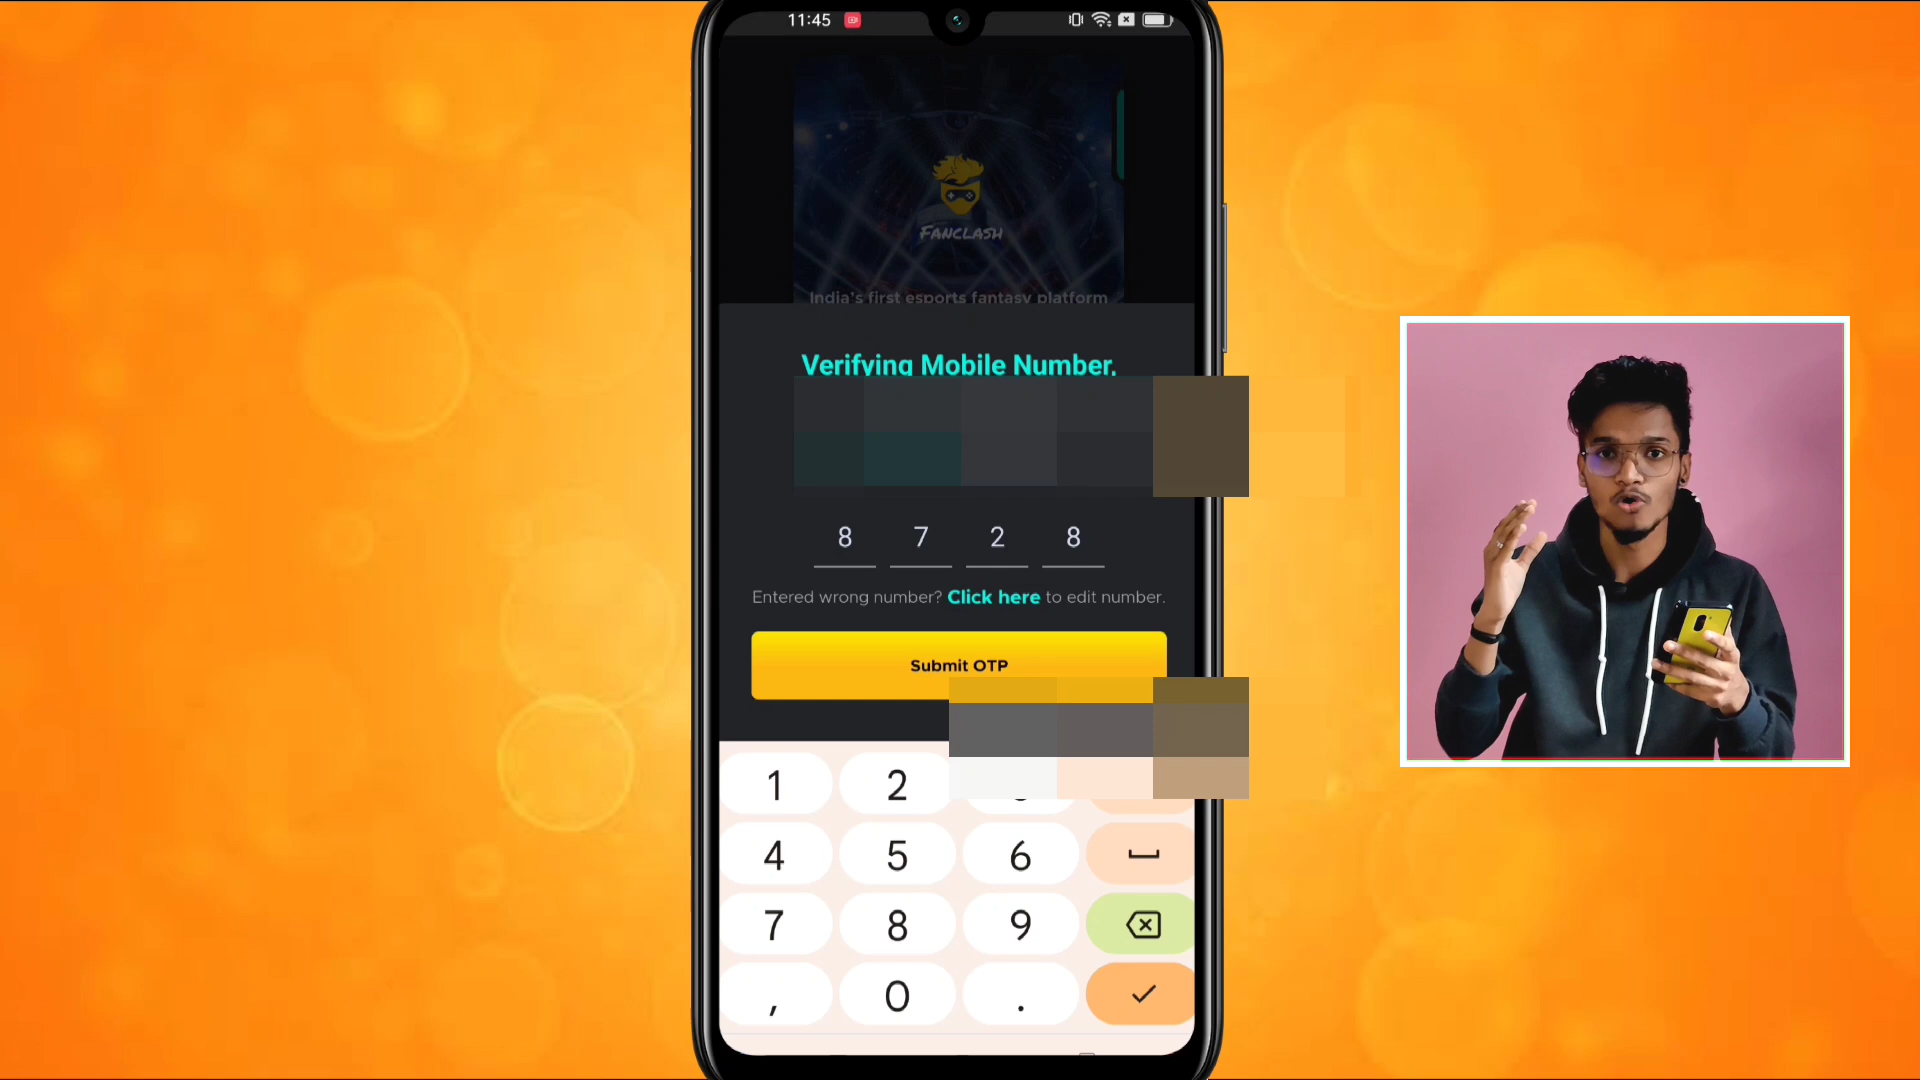 11:45
FANCLASH
India's first esports fantasy platform
Verifying Mobile Number.
8 7 2 8
Entered wrong number? Click here to edit number.
Submit OTP
1 2
4 5 6
7 8 9
, 0 .